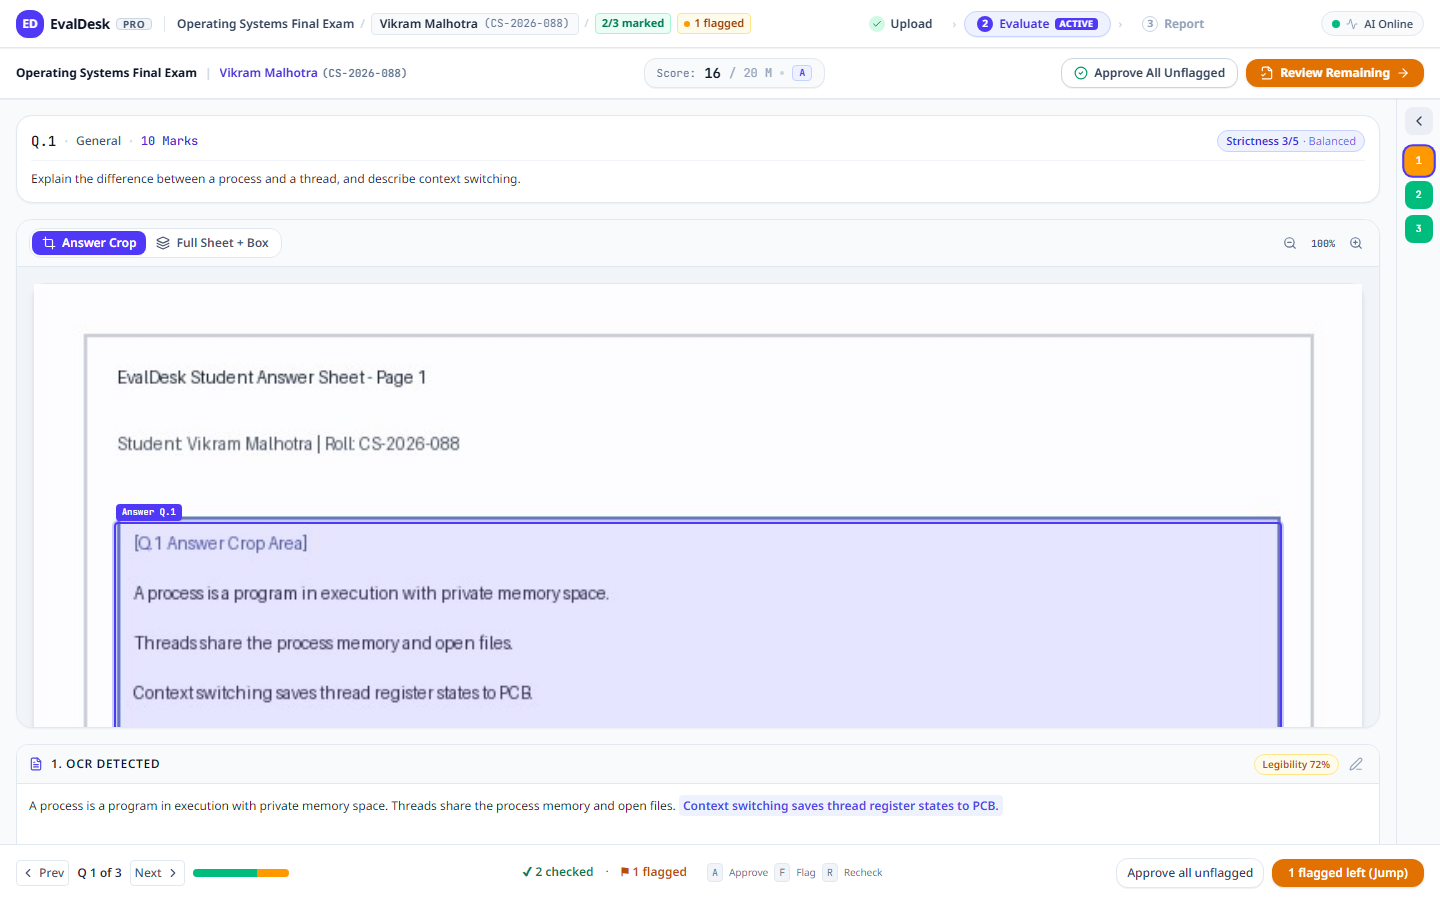 ED EvalDesk PRO Operating Systems Final Exam / Vikram Malhotra (CS-2026-088) / 2/3 marked 1 flagged Upload › 2 Evaluate ACTIVE › 3 Report AI Online
Operating Systems Final Exam | Vikram Malhotra (CS-2026-088) Score: 16 / 20 M • A Approve All Unflagged Review Remaining →
Q.1 · General · 10 Marks Strictness 3/5 · Balanced
Explain the difference between a process and a thread, and describe context switching.
1
2
3
Answer Crop Full Sheet + Box 100%
EvalDesk Student Answer Sheet - Page 1
Student: Vikram Malhotra | Roll: CS-2026-088
Answer Q.1
[Q.1 Answer Crop Area]
A process is a program in execution with private memory space.
Threads share the process memory and open files.
Context switching saves thread register states to PCB.
1. OCR DETECTED Legibility 72%
A process is a program in execution with private memory space. Threads share the process memory and open files. Context switching saves thread register states to PCB.
Prev Q 1 of 3 Next ✓ 2 checked · 1 flagged A Approve F Flag R Recheck Approve all unflagged 1 flagged left (Jump)